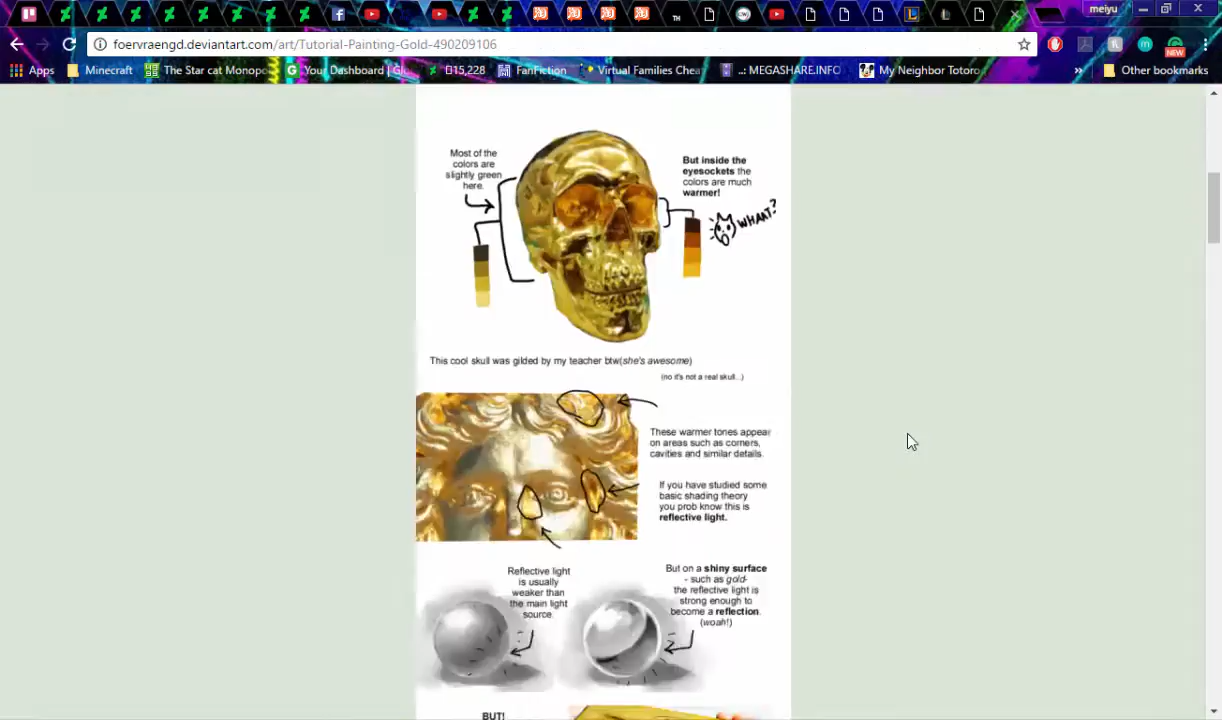 meiyu
foervraengd.deviantart.com/art/Tutorial-Painting-Gold-490209106
NEW
Apps
Minecraft
The Star cat Monopo
Your Dashboard | Gl
15,228
FanFiction
Virtual Families Chea
..: MEGASHARE.INFO
My Neighbor Totoro
»
Other bookmarks
Most of the
colors are
slightly green
here.
But inside the
eyesockets the
colors are much
warmer!
WHAAT?
This cool skull was gilded by my teacher btw(she's awesome)
(no it's not a real skull...)
These warmer tones appear
on areas such as corners,
cavities and similar details.
If you have studied some
basic shading theory
you prob know this is
reflective light.
Reflective light
is usually
weaker than
the main light
source.
But on a shiny surface
- such as gold-
the reflective light is
strong enough to
become a reflection.
(woah!)
BUT!